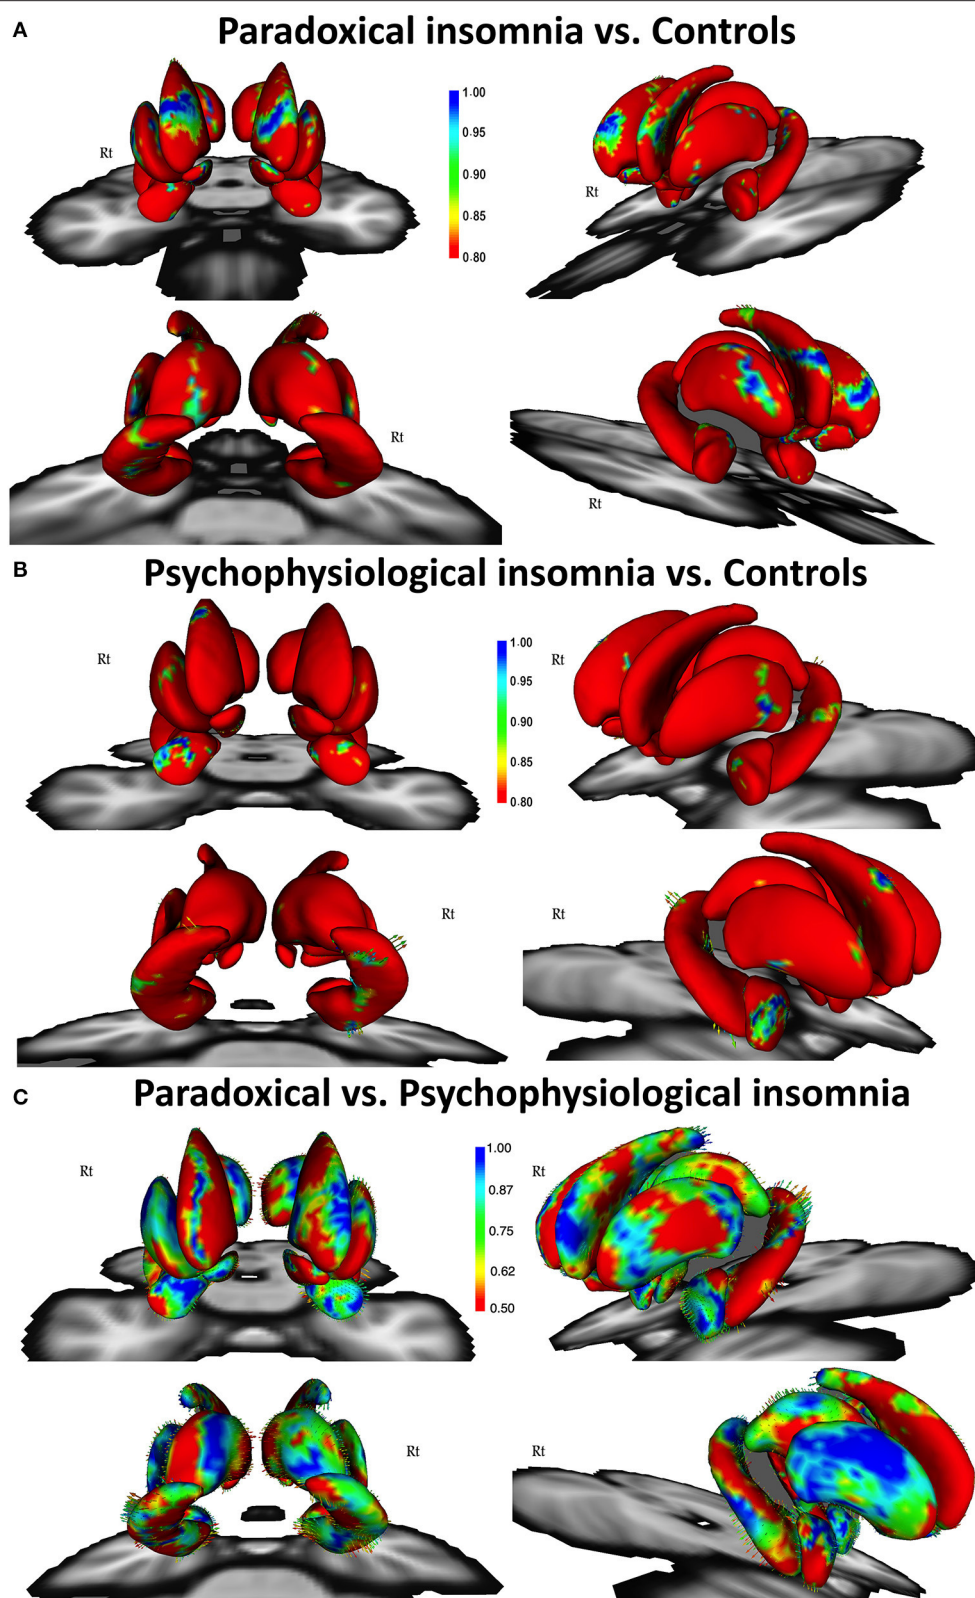 A
Paradoxical insomnia vs. Controls
Rt
1.00
0.95
0.90
0.85
0.80
Rt
Rt
Rt
B
Psychophysiological insomnia vs. Controls
Rt
1.00
0.95
0.90
0.85
0.80
Rt
Rt
Rt
C
Paradoxical vs. Psychophysiological insomnia
Rt
1.00
0.87
0.75
0.62
0.50
Rt
Rt
Rt